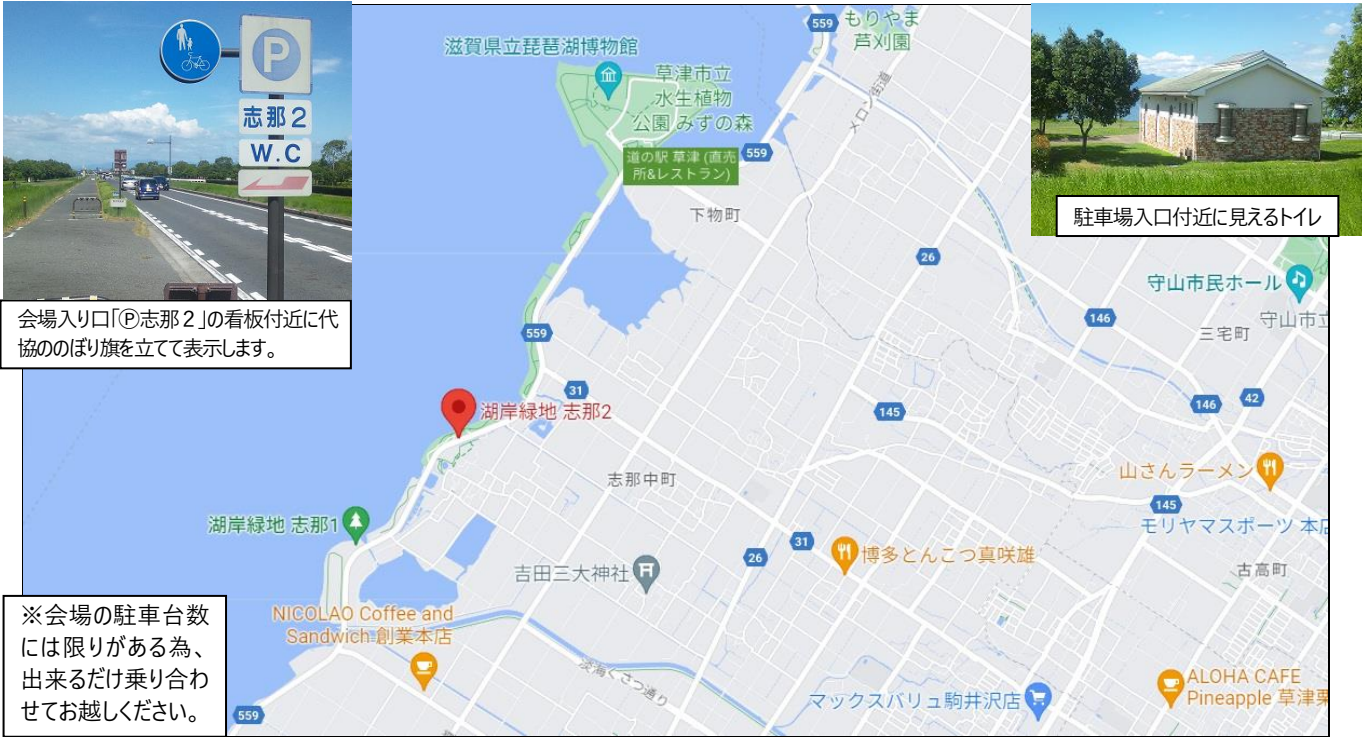 P
志那2
W.C
会場入り口「Ⓟ志那2」の看板付近に代
協ののぼり旗を立てて表示します。
駐車場入口付近に見えるトイレ
559
もりやま
芦刈園
滋賀県立琵琶湖博物館
草津市立
水生植物
公園 みずの森
メロン街道
道の駅 草津 (直売
所&レストラン)
559
下物町
26
守山市民ホール
守山市立
146
三宅町
559
31
湖岸緑地 志那2
145
146
42
志那中町
山さんラーメン
145
モリヤマスポーツ 本店
湖岸緑地 志那1
31
26
博多とんこつ真咲雄
吉田三大神社
古高町
NICOLAO Coffee and
Sandwich 創業本店
淡海くさつ通り
ALOHA CAFE
Pineapple 草津栗
マックスバリュ駒井沢店
559
※会場の駐車台数
には限りがある為、
出来るだけ乗り合わ
せてお越しください。